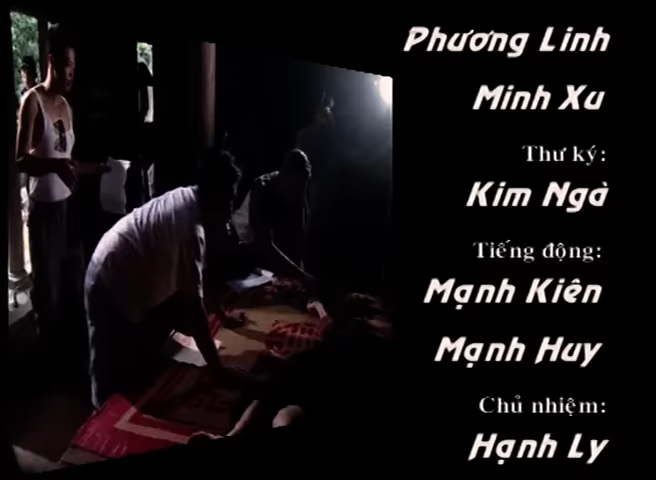 Phương Linh
Minh Xu
Thư ký:
Kim Ngà
Tiếng động:
Mạnh Kiên
Mạnh Huy
Chủ nhiệm:
Hạnh Ly